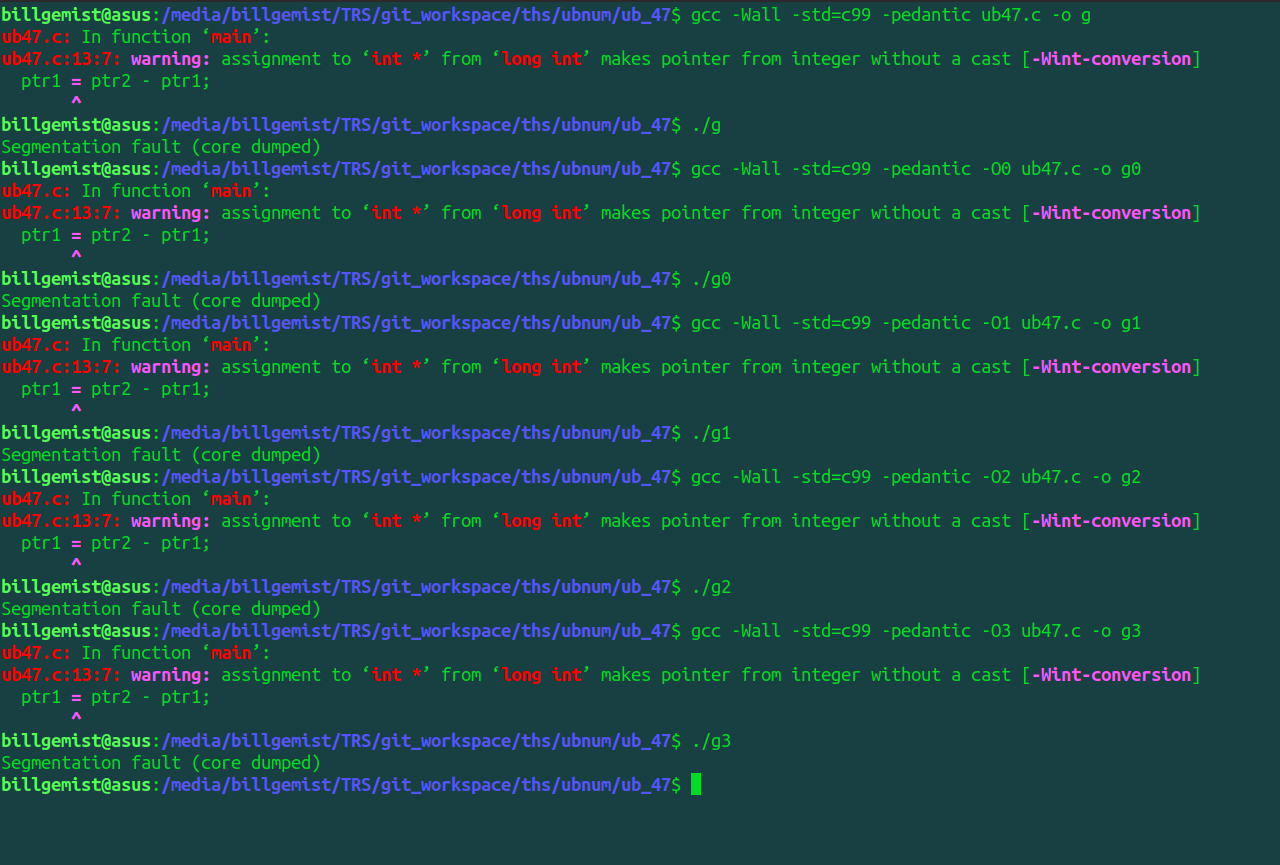 billgemist@asus:/media/billgemist/TRS/git_workspace/ths/ubnum/ub_47$ gcc -Wall -std=c99 -pedantic ub47.c -o g
ub47.c: In function ‘main’:
ub47.c:13:7: warning: assignment to ‘int *’ from ‘long int’ makes pointer from integer without a cast [-Wint-conversion]
  ptr1 = ptr2 - ptr1;
       ^
billgemist@asus:/media/billgemist/TRS/git_workspace/ths/ubnum/ub_47$ ./g
Segmentation fault (core dumped)
billgemist@asus:/media/billgemist/TRS/git_workspace/ths/ubnum/ub_47$ gcc -Wall -std=c99 -pedantic -O0 ub47.c -o g0
ub47.c: In function ‘main’:
ub47.c:13:7: warning: assignment to ‘int *’ from ‘long int’ makes pointer from integer without a cast [-Wint-conversion]
  ptr1 = ptr2 - ptr1;
       ^
billgemist@asus:/media/billgemist/TRS/git_workspace/ths/ubnum/ub_47$ ./g0
Segmentation fault (core dumped)
billgemist@asus:/media/billgemist/TRS/git_workspace/ths/ubnum/ub_47$ gcc -Wall -std=c99 -pedantic -O1 ub47.c -o g1
ub47.c: In function ‘main’:
ub47.c:13:7: warning: assignment to ‘int *’ from ‘long int’ makes pointer from integer without a cast [-Wint-conversion]
  ptr1 = ptr2 - ptr1;
       ^
billgemist@asus:/media/billgemist/TRS/git_workspace/ths/ubnum/ub_47$ ./g1
Segmentation fault (core dumped)
billgemist@asus:/media/billgemist/TRS/git_workspace/ths/ubnum/ub_47$ gcc -Wall -std=c99 -pedantic -O2 ub47.c -o g2
ub47.c: In function ‘main’:
ub47.c:13:7: warning: assignment to ‘int *’ from ‘long int’ makes pointer from integer without a cast [-Wint-conversion]
  ptr1 = ptr2 - ptr1;
       ^
billgemist@asus:/media/billgemist/TRS/git_workspace/ths/ubnum/ub_47$ ./g2
Segmentation fault (core dumped)
billgemist@asus:/media/billgemist/TRS/git_workspace/ths/ubnum/ub_47$ gcc -Wall -std=c99 -pedantic -O3 ub47.c -o g3
ub47.c: In function ‘main’:
ub47.c:13:7: warning: assignment to ‘int *’ from ‘long int’ makes pointer from integer without a cast [-Wint-conversion]
  ptr1 = ptr2 - ptr1;
       ^
billgemist@asus:/media/billgemist/TRS/git_workspace/ths/ubnum/ub_47$ ./g3
Segmentation fault (core dumped)
billgemist@asus:/media/billgemist/TRS/git_workspace/ths/ubnum/ub_47$